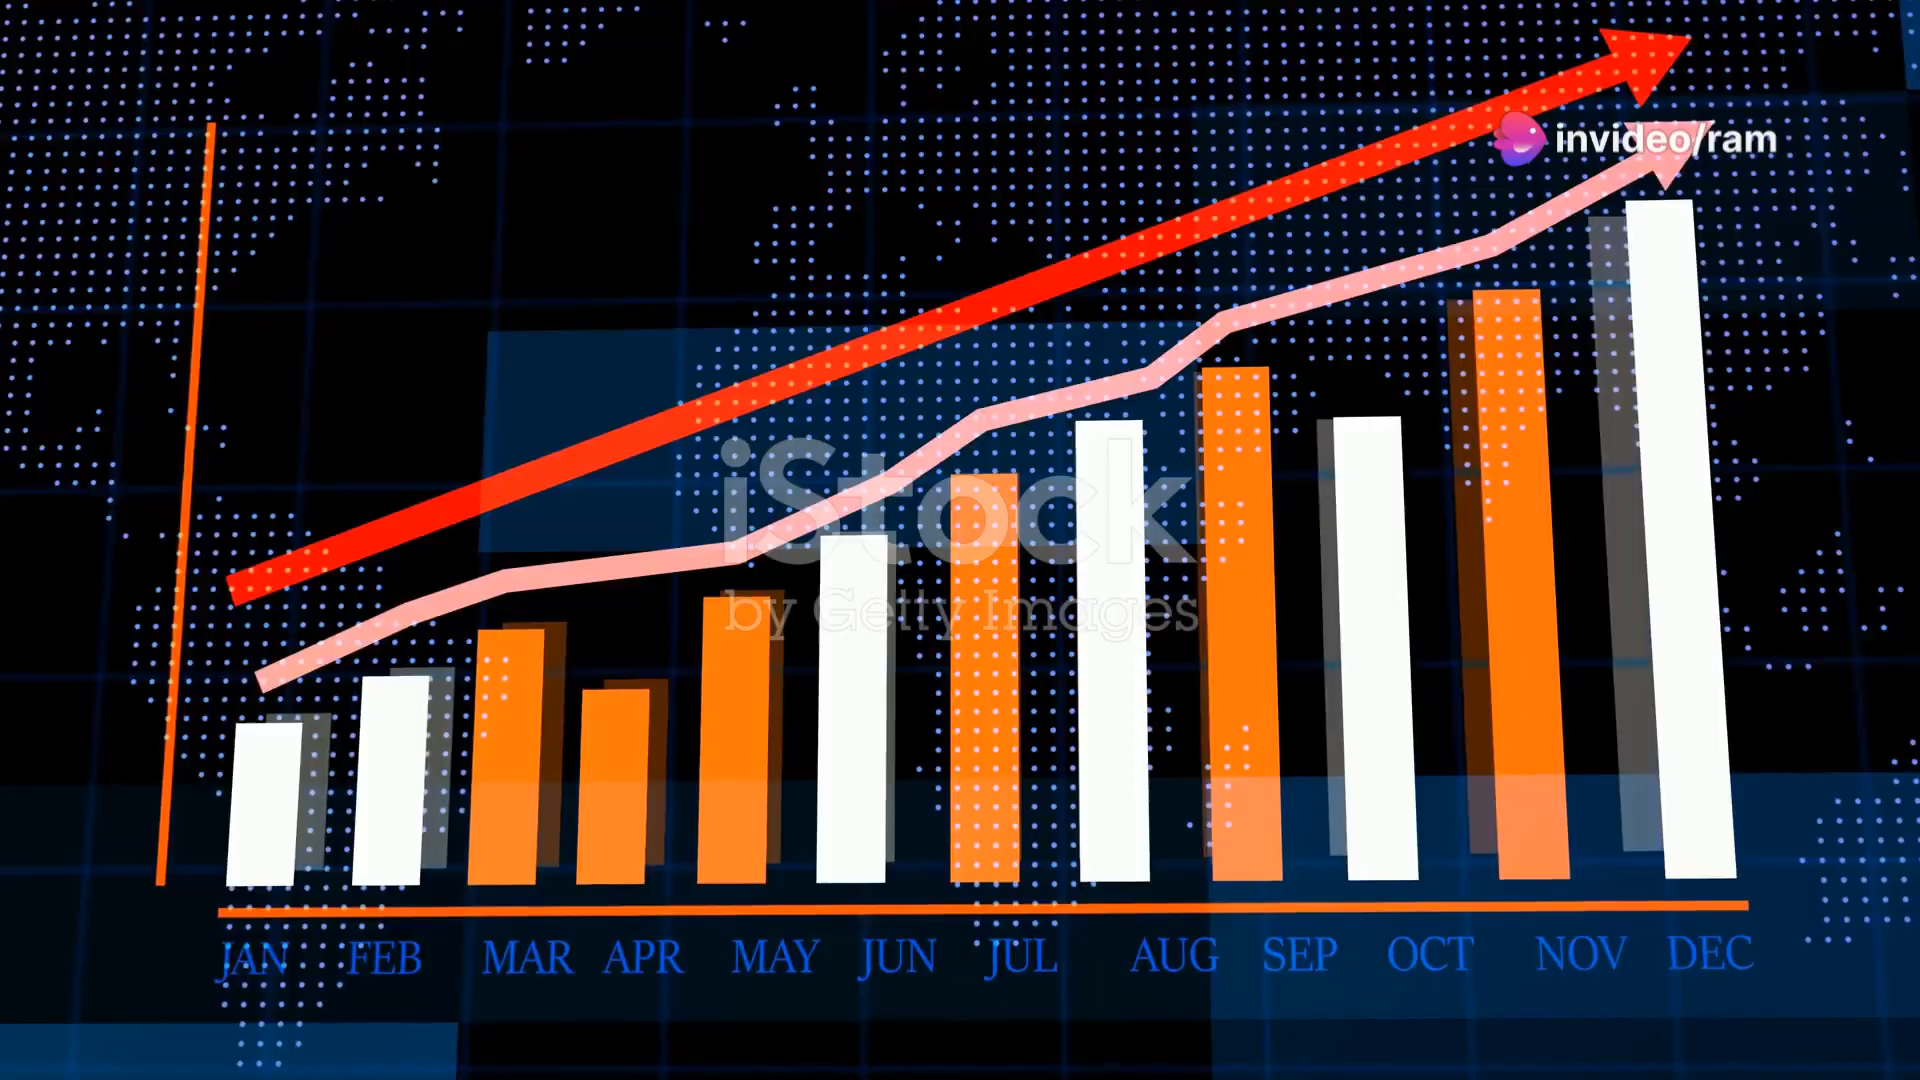 invideo/ram
iStock
by Getty Images
JAN FEB MAR APR MAY JUN JUL AUG SEP OCT NOV DEC